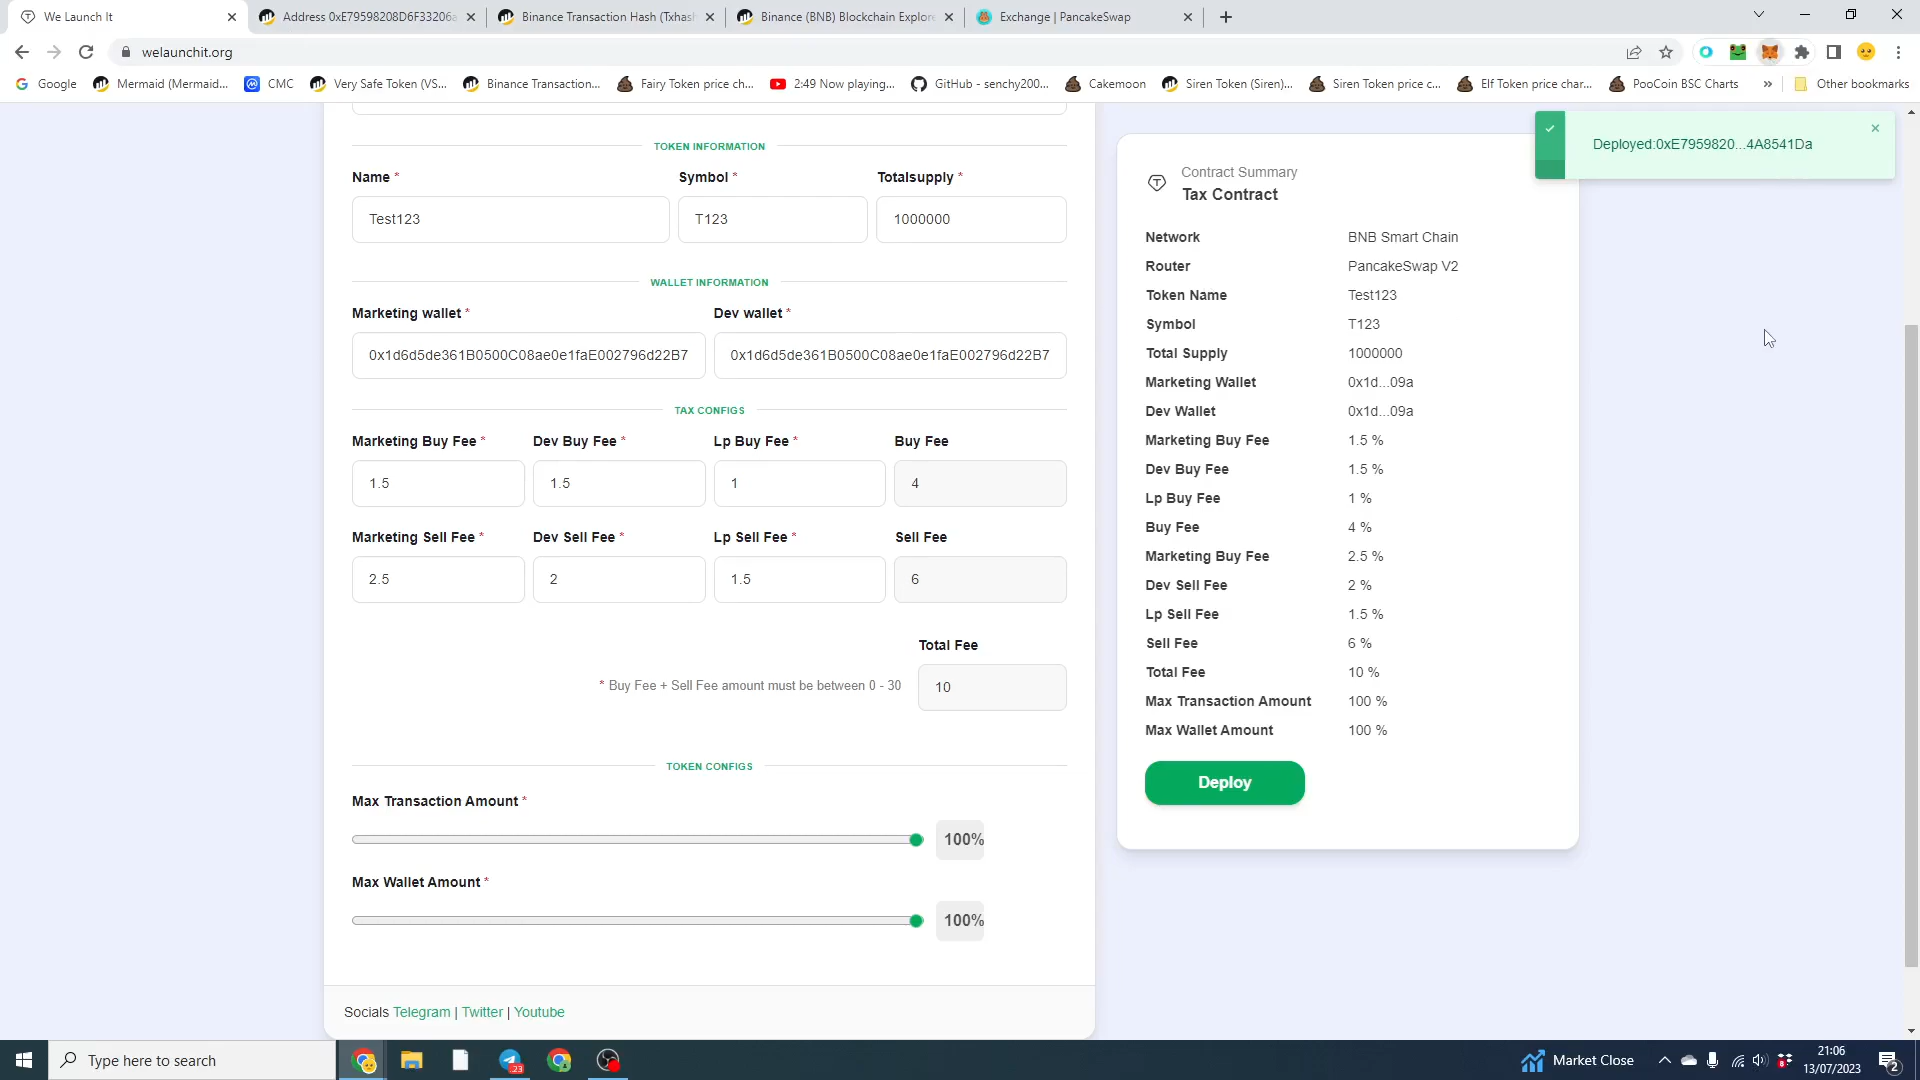 We Launch It
Address 0xE79598208D6F33206a
Binance Transaction Hash (Txhash
Binance (BNB) Blockchain Explore
Exchange | PancakeSwap
welaunchit.org
Google
Mermaid (Mermaid...
CMC
Very Safe Token (VS...
Binance Transaction...
Fairy Token price ch...
2:49 Now playing...
GitHub - senchy200...
Cakemoon
Siren Token (Siren)...
Siren Token price c...
Elf Token price char...
PooCoin BSC Charts
»
Other bookmarks
Deployed:0xE7959820...4A8541Da
TOKEN INFORMATION
Name *
Symbol *
Totalsupply *
Test123
T123
1000000
WALLET INFORMATION
Marketing wallet *
Dev wallet *
0x1d6d5de361B0500C08ae0e1faE002796d22B7
0x1d6d5de361B0500C08ae0e1faE002796d22B7
TAX CONFIGS
Marketing Buy Fee *
Dev Buy Fee *
Lp Buy Fee *
Buy Fee
1.5
1.5
1
4
Marketing Sell Fee *
Dev Sell Fee *
Lp Sell Fee *
Sell Fee
2.5
2
1.5
6
Total Fee
* Buy Fee + Sell Fee amount must be between 0 - 30
10
TOKEN CONFIGS
Max Transaction Amount *
100%
Max Wallet Amount *
100%
Socials Telegram | Twitter | Youtube
Contract Summary
Tax Contract
Network BNB Smart Chain
Router PancakeSwap V2
Token Name Test123
Symbol T123
Total Supply 1000000
Marketing Wallet 0x1d...09a
Dev Wallet 0x1d...09a
Marketing Buy Fee 1.5 %
Dev Buy Fee 1.5 %
Lp Buy Fee 1 %
Buy Fee 4 %
Marketing Buy Fee 2.5 %
Dev Sell Fee 2 %
Lp Sell Fee 1.5 %
Sell Fee 6 %
Total Fee 10 %
Max Transaction Amount 100 %
Max Wallet Amount 100 %
Deploy
Type here to search
23
Market Close
21:06
13/07/2023
2